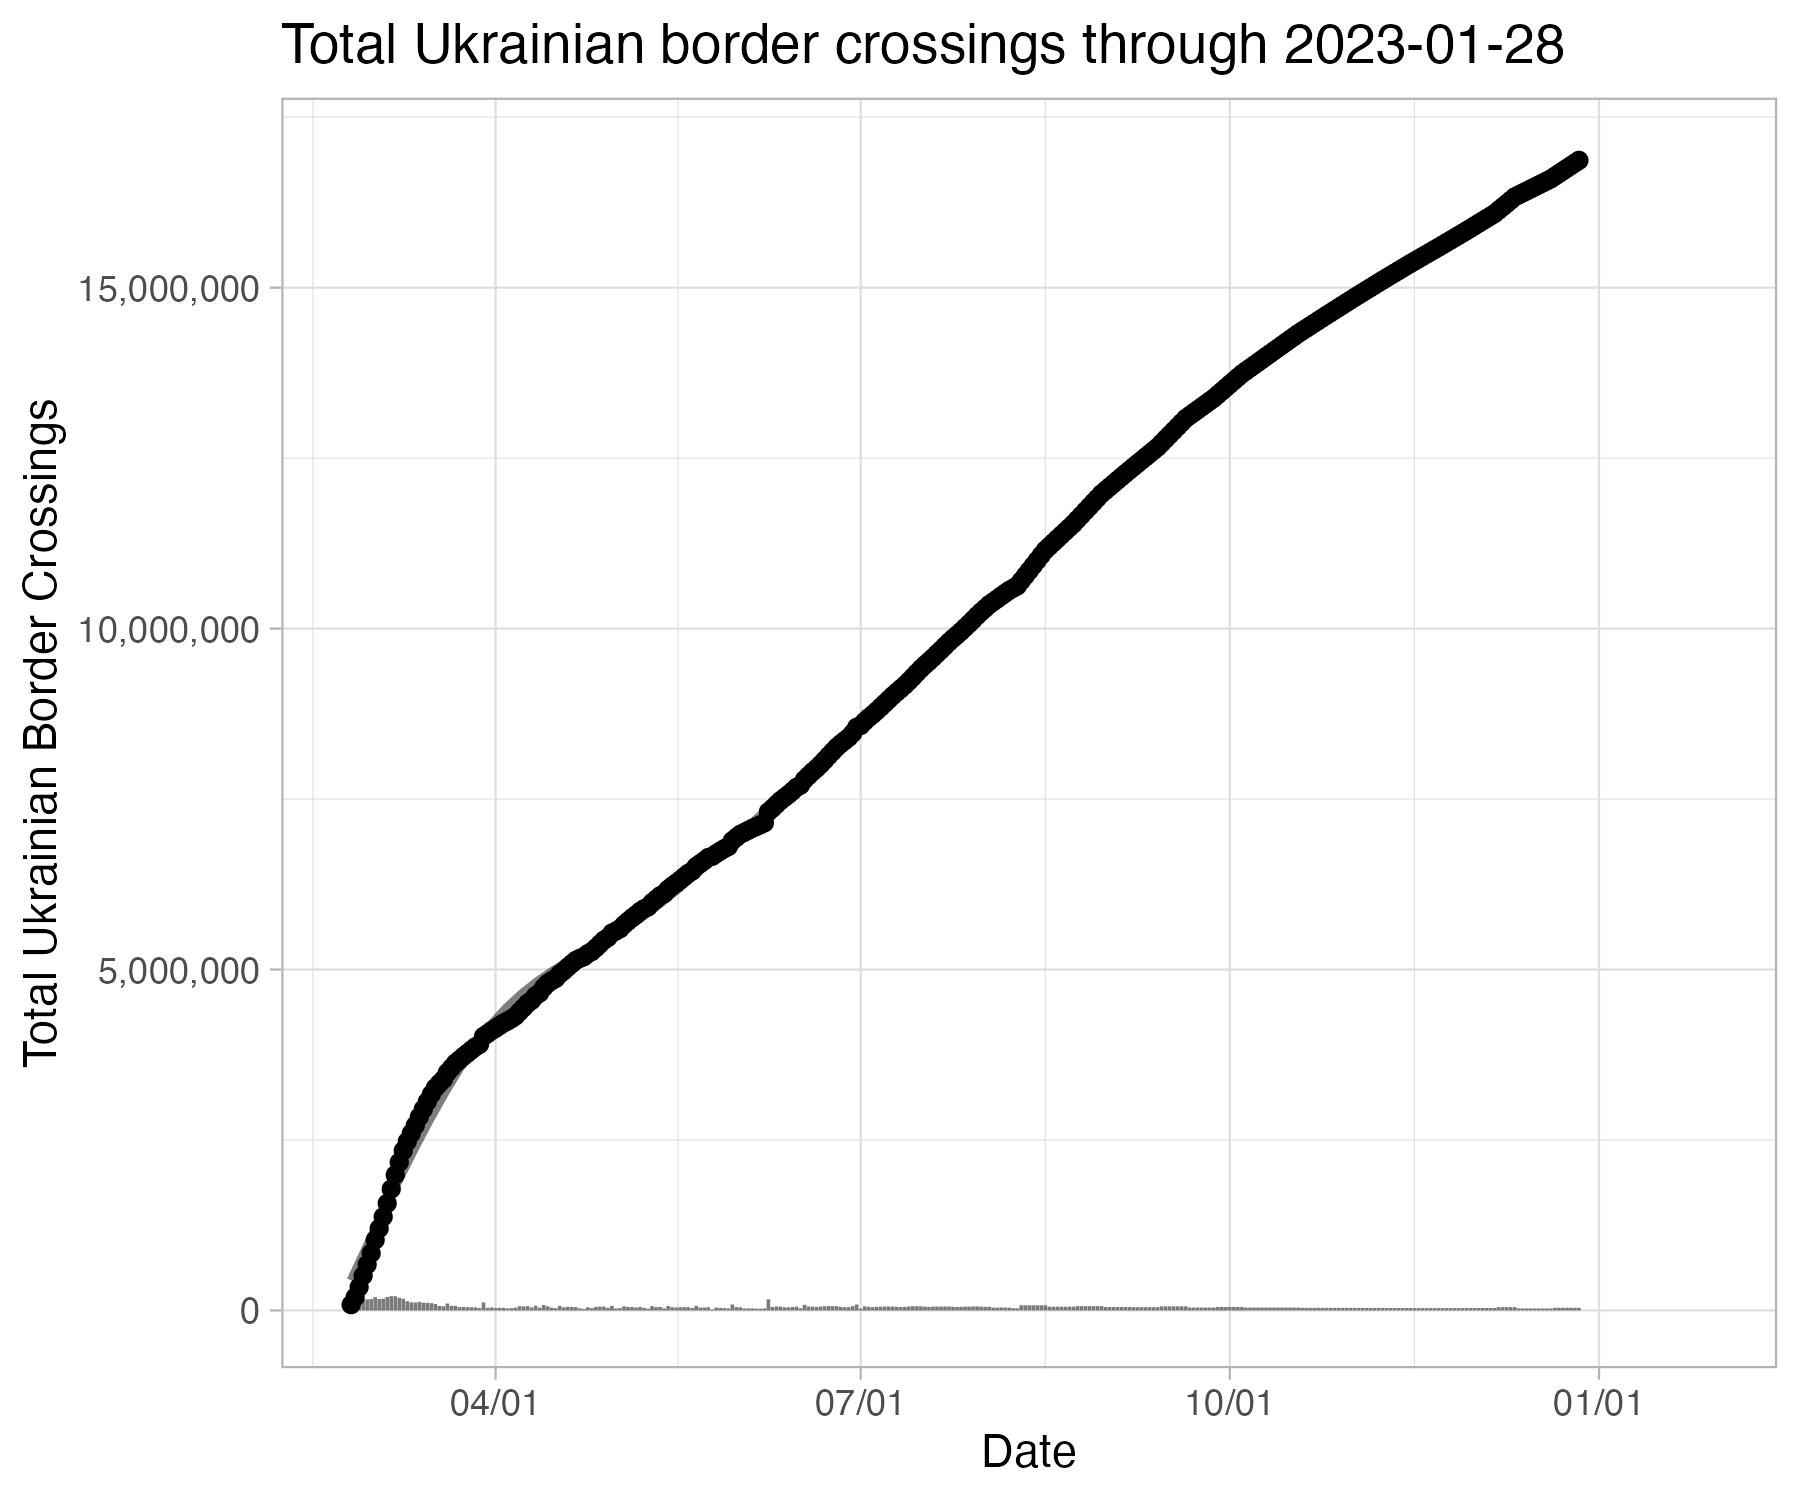 Total Ukrainian border crossings through 2023-01-28
Total Ukrainian Border Crossings
15,000,000
10,000,000
5,000,000
0
04/01
07/01
10/01
01/01
Date